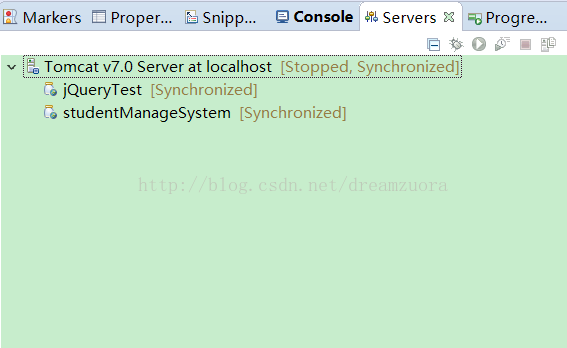 Markers Proper... Snipp... Console Servers Progre...
Tomcat v7.0 Server at localhost [Stopped, Synchronized]
jQueryTest [Synchronized]
studentManageSystem [Synchronized]
http://blog.csdn.net/dreamzuora